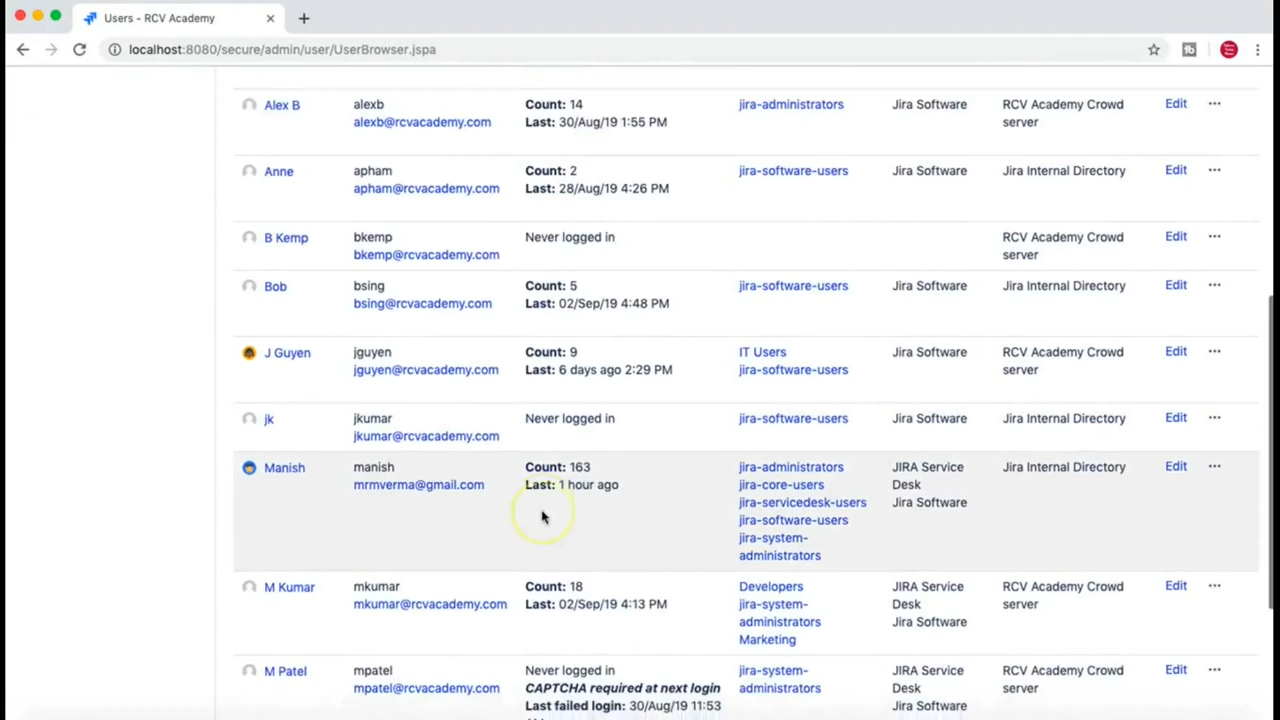 Users - RCV Academy
localhost:8080/secure/admin/user/UserBrowser.jspa
Alex B alexb Count: 14 jira-administrators Jira Software RCV Academy Crowd Edit
alexb@rcvacademy.com Last: 30/Aug/19 1:55 PM server
Anne apham Count: 2 jira-software-users Jira Software Jira Internal Directory Edit
apham@rcvacademy.com Last: 28/Aug/19 4:26 PM
B Kemp bkemp Never logged in RCV Academy Crowd Edit
bkemp@rcvacademy.com server
Bob bsing Count: 5 jira-software-users Jira Software Jira Internal Directory Edit
bsing@rcvacademy.com Last: 02/Sep/19 4:48 PM
J Guyen jguyen Count: 9 IT Users Jira Software RCV Academy Crowd Edit
jguyen@rcvacademy.com Last: 6 days ago 2:29 PM jira-software-users server
jk jkumar Never logged in jira-software-users Jira Software Jira Internal Directory Edit
jkumar@rcvacademy.com
Manish manish Count: 163 jira-administrators JIRA Service Jira Internal Directory Edit
mrmverma@gmail.com Last: 1 hour ago jira-core-users Desk
jira-servicedesk-users Jira Software
jira-software-users
jira-system-
administrators
M Kumar mkumar Count: 18 Developers JIRA Service RCV Academy Crowd Edit
mkumar@rcvacademy.com Last: 02/Sep/19 4:13 PM jira-system- Desk server
administrators Jira Software
Marketing
M Patel mpatel Never logged in jira-system- JIRA Service RCV Academy Crowd Edit
mpatel@rcvacademy.com CAPTCHA required at next login administrators Desk server
Last failed login: 30/Aug/19 11:53 Jira Software